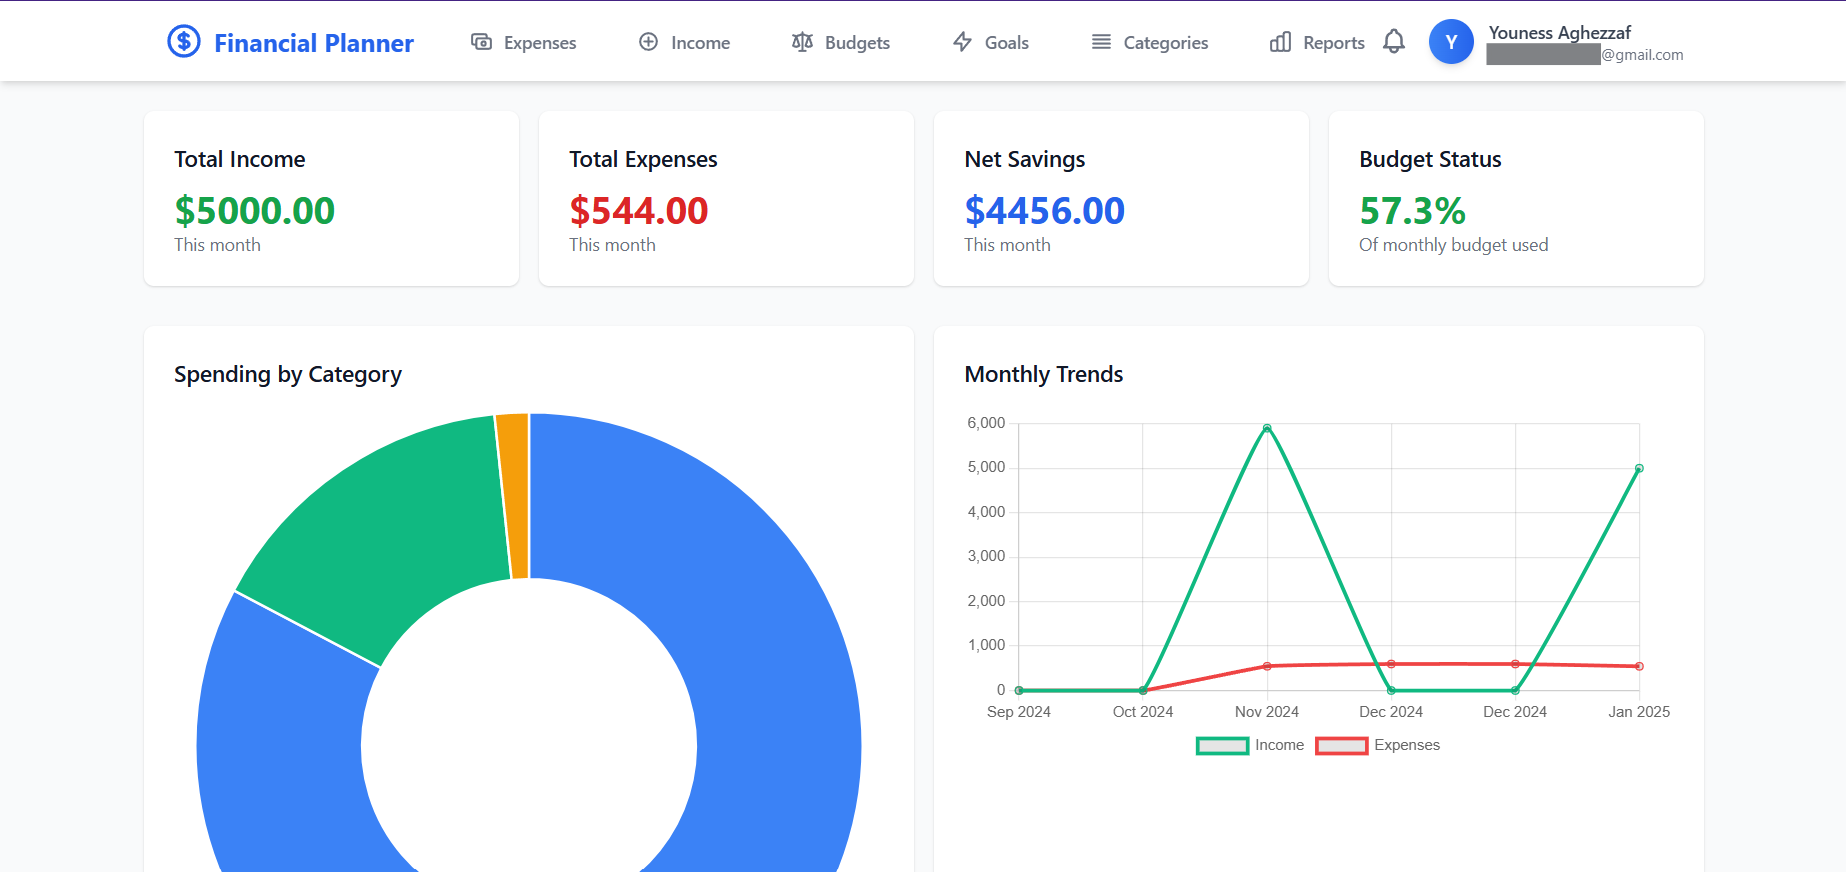 Financial Planner
Expenses
Income
Budgets
Goals
Categories
Reports
Y
Youness Aghezzaf
@gmail.com
Total Income
$5000.00
This month
Total Expenses
$544.00
This month
Net Savings
$4456.00
This month
Budget Status
57.3%
Of monthly budget used
Spending by Category
Monthly Trends
6,000
5,000
4,000
3,000
2,000
1,000
0
Sep 2024 Oct 2024 Nov 2024 Dec 2024 Dec 2024 Jan 2025
Income Expenses